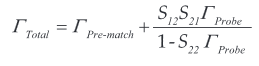 Γ_Total = Γ_Pre-match + S_12 S_21 Γ_Probe / 1 - S_22 Γ_Probe